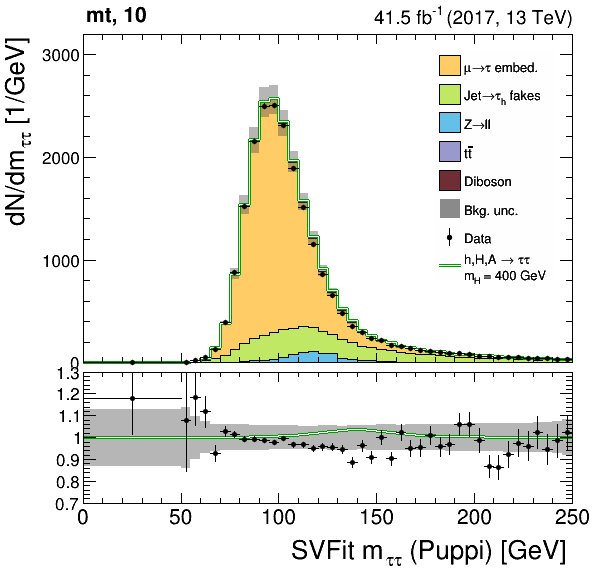 mt, 10 41.5 fb⁻¹ (2017, 13 TeV)
dN/dmττ [1/GeV]
3000
2000
1000
0
μ→τ embed.
Jet→τh fakes
Z→ll
tt̄
Diboson
Bkg. unc.
Data
h,H,A → ττ
mH = 400 GeV
1.3
1.2
1.1
1
0.9
0.8
0.7
0 50 100 150 200 250
SVFit mττ (Puppi) [GeV]